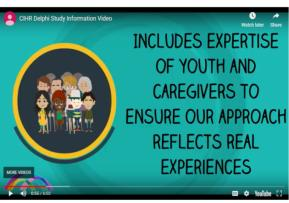 CIHR Delphi Study Information Video
Watch later
Share
INCLUDES EXPERTISE
OF YOUTH AND
CAREGIVERS TO
ENSURE OUR APPROACH
REFLECTS REAL
EXPERIENCES
MORE VIDEOS
YouTube